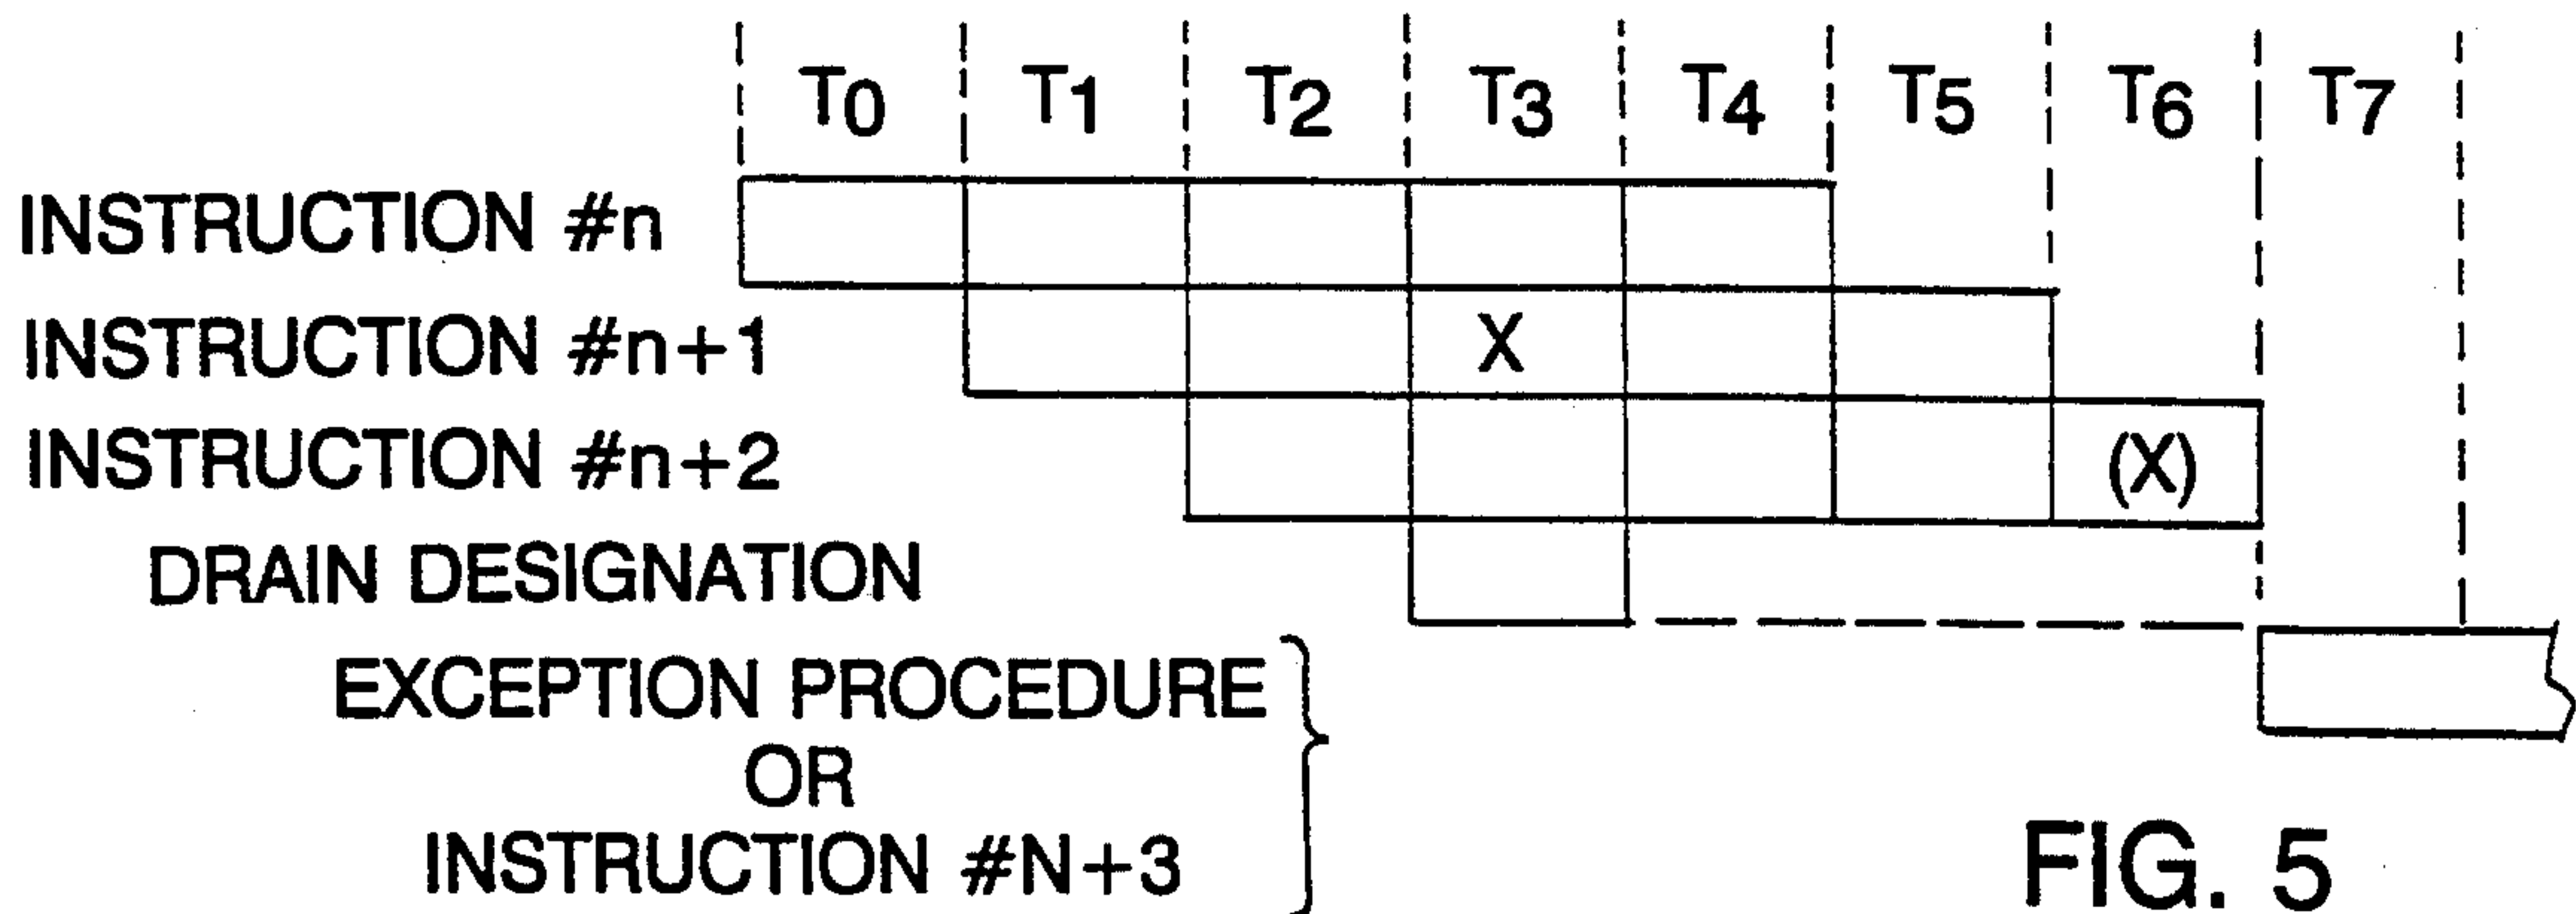 T0 T1 T2 T3 T4 T5 T6 T7
INSTRUCTION #n
INSTRUCTION #n+1 X
INSTRUCTION #n+2 (X)
DRAIN DESIGNATION
EXCEPTION PROCEDURE
OR
INSTRUCTION #N+3
FIG. 5